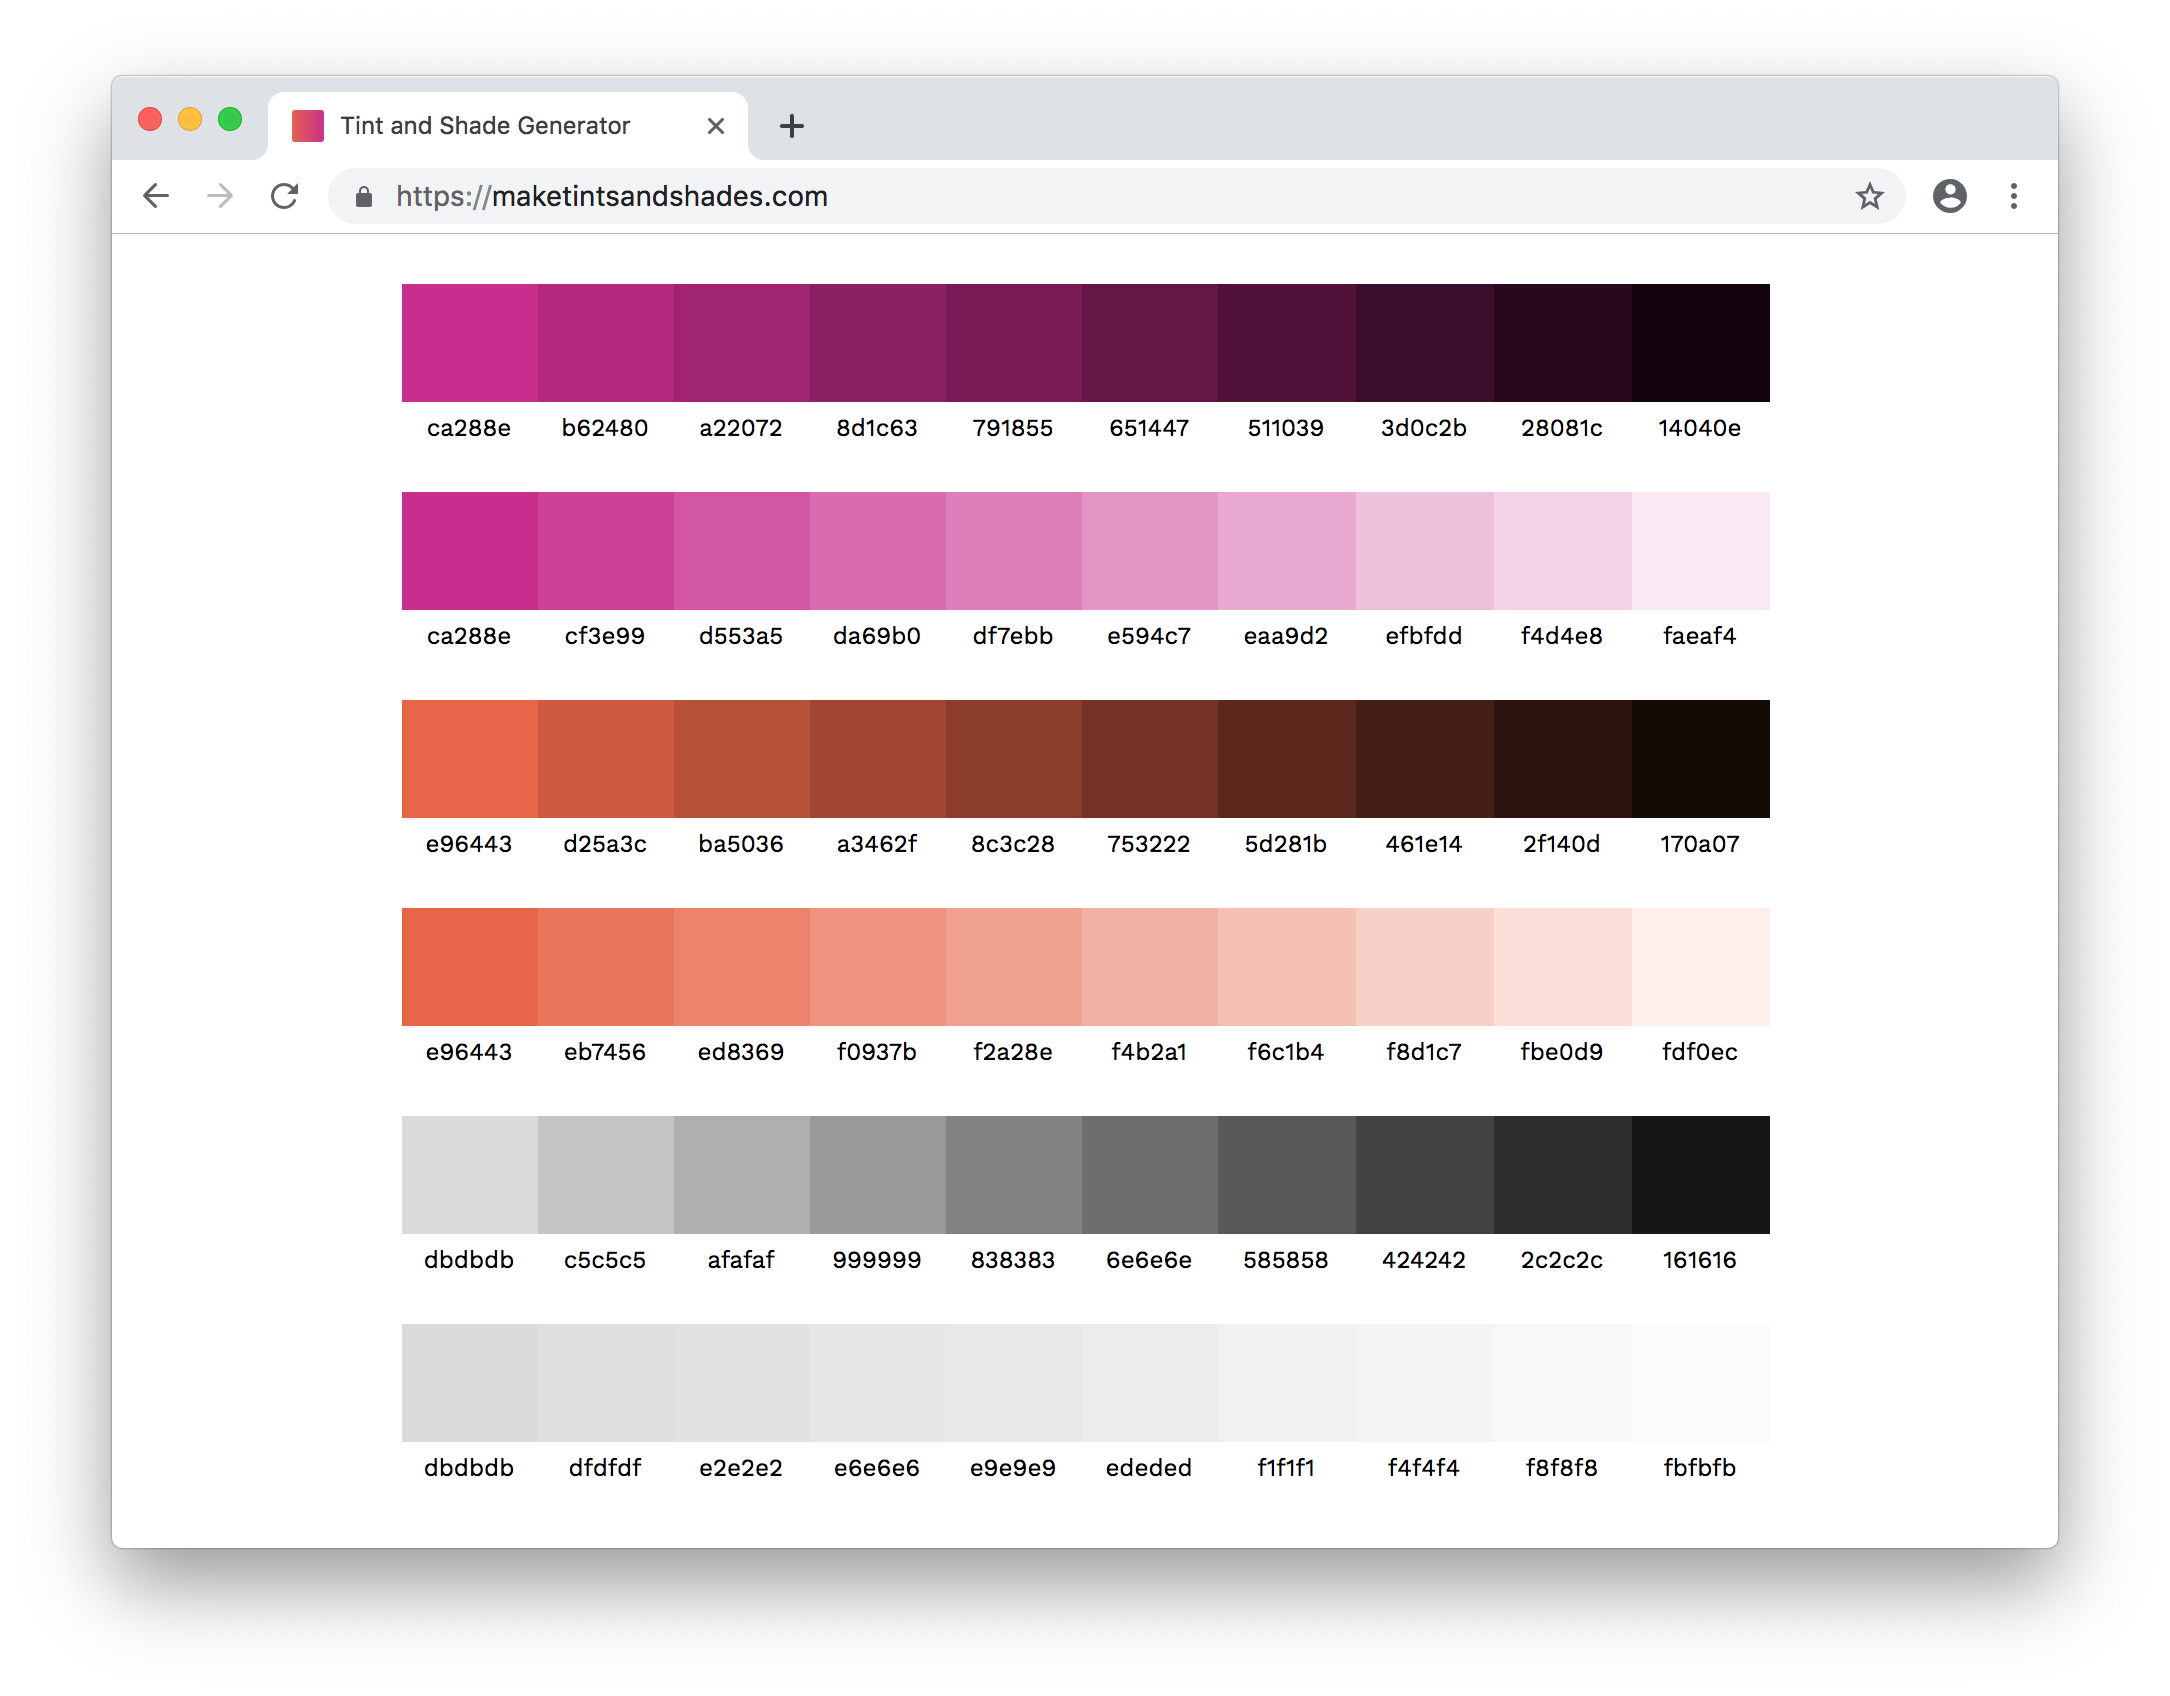 Tint and Shade Generator
https://maketintsandshades.com
ca288e b62480 a22072 8d1c63 791855 651447 511039 3d0c2b 28081c 14040e
ca288e cf3e99 d553a5 da69b0 df7ebb e594c7 eaa9d2 efbfdd f4d4e8 faeaf4
e96443 d25a3c ba5036 a3462f 8c3c28 753222 5d281b 461e14 2f140d 170a07
e96443 eb7456 ed8369 f0937b f2a28e f4b2a1 f6c1b4 f8d1c7 fbe0d9 fdf0ec
dbdbdb c5c5c5 afafaf 999999 838383 6e6e6e 585858 424242 2c2c2c 161616
dbdbdb dfdfdf e2e2e2 e6e6e6 e9e9e9 ededed f1f1f1 f4f4f4 f8f8f8 fbfbfb